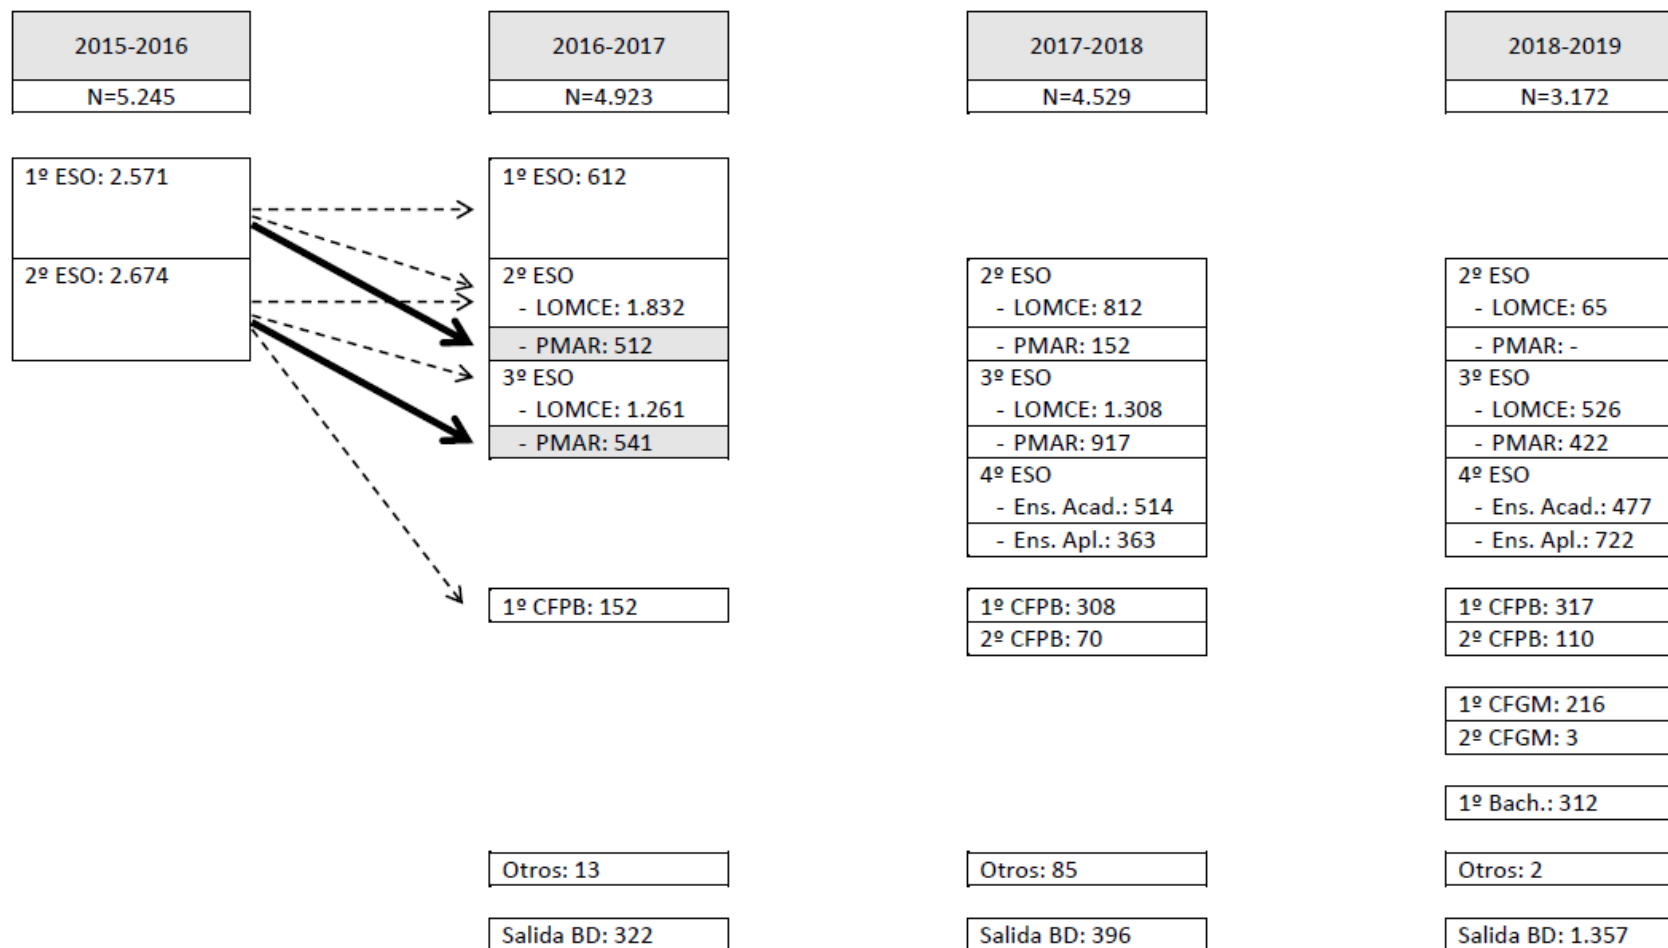 2015-2016
N=5.245
1º ESO: 2.571
2º ESO: 2.674
2016-2017
N=4.923
1º ESO: 612
2º ESO
- LOMCE: 1.832
- PMAR: 512
3º ESO
- LOMCE: 1.261
- PMAR: 541
1º CFPB: 152
Otros: 13
Salida BD: 322
2017-2018
N=4.529
2º ESO
- LOMCE: 812
- PMAR: 152
3º ESO
- LOMCE: 1.308
- PMAR: 917
4º ESO
- Ens. Acad.: 514
- Ens. Apl.: 363
1º CFPB: 308
2º CFPB: 70
Otros: 85
Salida BD: 396
2018-2019
N=3.172
2º ESO
- LOMCE: 65
- PMAR: -
3º ESO
- LOMCE: 526
- PMAR: 422
4º ESO
- Ens. Acad.: 477
- Ens. Apl.: 722
1º CFPB: 317
2º CFPB: 110
1º CFGM: 216
2º CFGM: 3
1º Bach.: 312
Otros: 2
Salida BD: 1.357